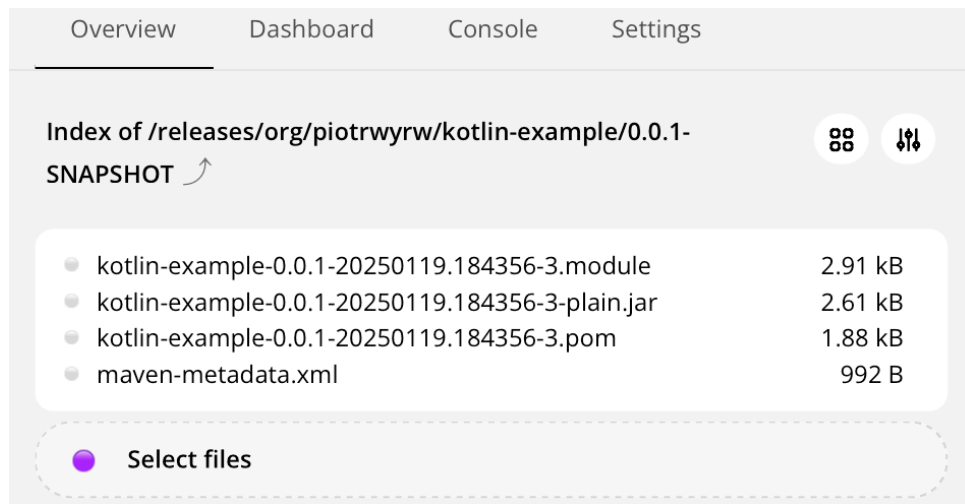 Overview Dashboard Console Settings
Index of /releases/org/piotrwyrw/kotlin-example/0.0.1-
SNAPSHOT
kotlin-example-0.0.1-20250119.184356-3.module 2.91 kB
kotlin-example-0.0.1-20250119.184356-3-plain.jar 2.61 kB
kotlin-example-0.0.1-20250119.184356-3.pom 1.88 kB
maven-metadata.xml 992 B
Select files